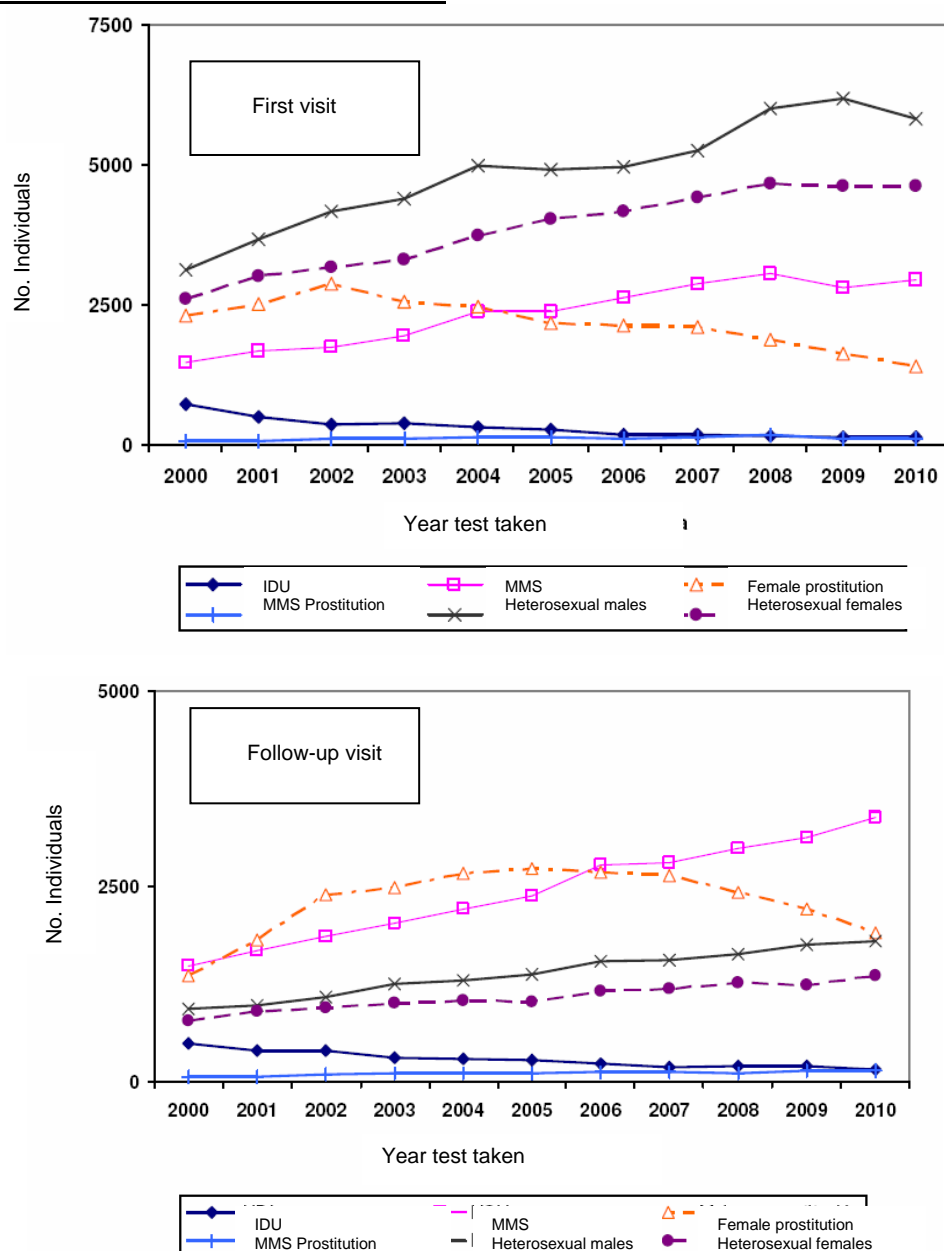 7500
First visit
5000
No. Individuals
2500
0
2000 2001 2002 2003 2004 2005 2006 2007 2008 2009 2010
Year test taken
IDU MMS Female prostitution
MMS Prostitution Heterosexual males Heterosexual females
5000
Follow-up visit
No. Individuals
2500
0
2000 2001 2002 2003 2004 2005 2006 2007 2008 2009 2010
Year test taken
IDU MMS Female prostitution
MMS Prostitution Heterosexual males Heterosexual females